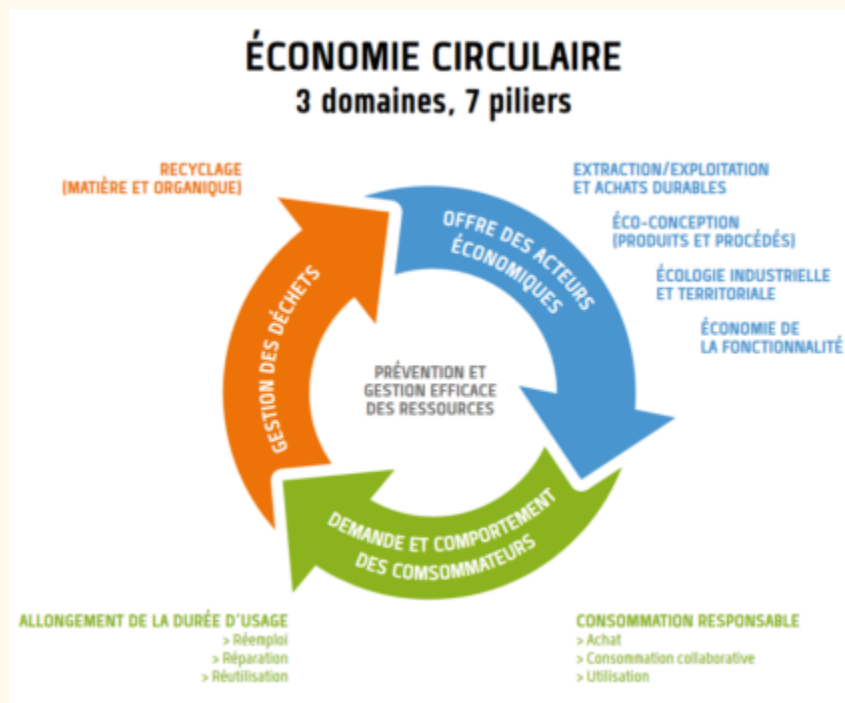 ÉCONOMIE CIRCULAIRE
3 domaines, 7 piliers
RECYCLAGE
(MATIÈRE ET ORGANIQUE)
EXTRACTION/EXPLOITATION
ET ACHATS DURABLES
ÉCO-CONCEPTION
(PRODUITS ET PROCÉDÉS)
ÉCOLOGIE INDUSTRIELLE
ET TERRITORIALE
ÉCONOMIE DE
LA FONCTIONNALITÉ
OFFRE DES ACTEURS
ÉCONOMIQUES
GESTION DES DÉCHETS
PRÉVENTION ET
GESTION EFFICACE
DES RESSOURCES
DEMANDE ET COMPORTEMENT
DES COMSOMMATEURS
ALLONGEMENT DE LA DURÉE D'USAGE
> Réemploi
> Réparation
> Réutilisation
CONSOMMATION RESPONSABLE
> Achat
> Consommation collaborative
> Utilisation